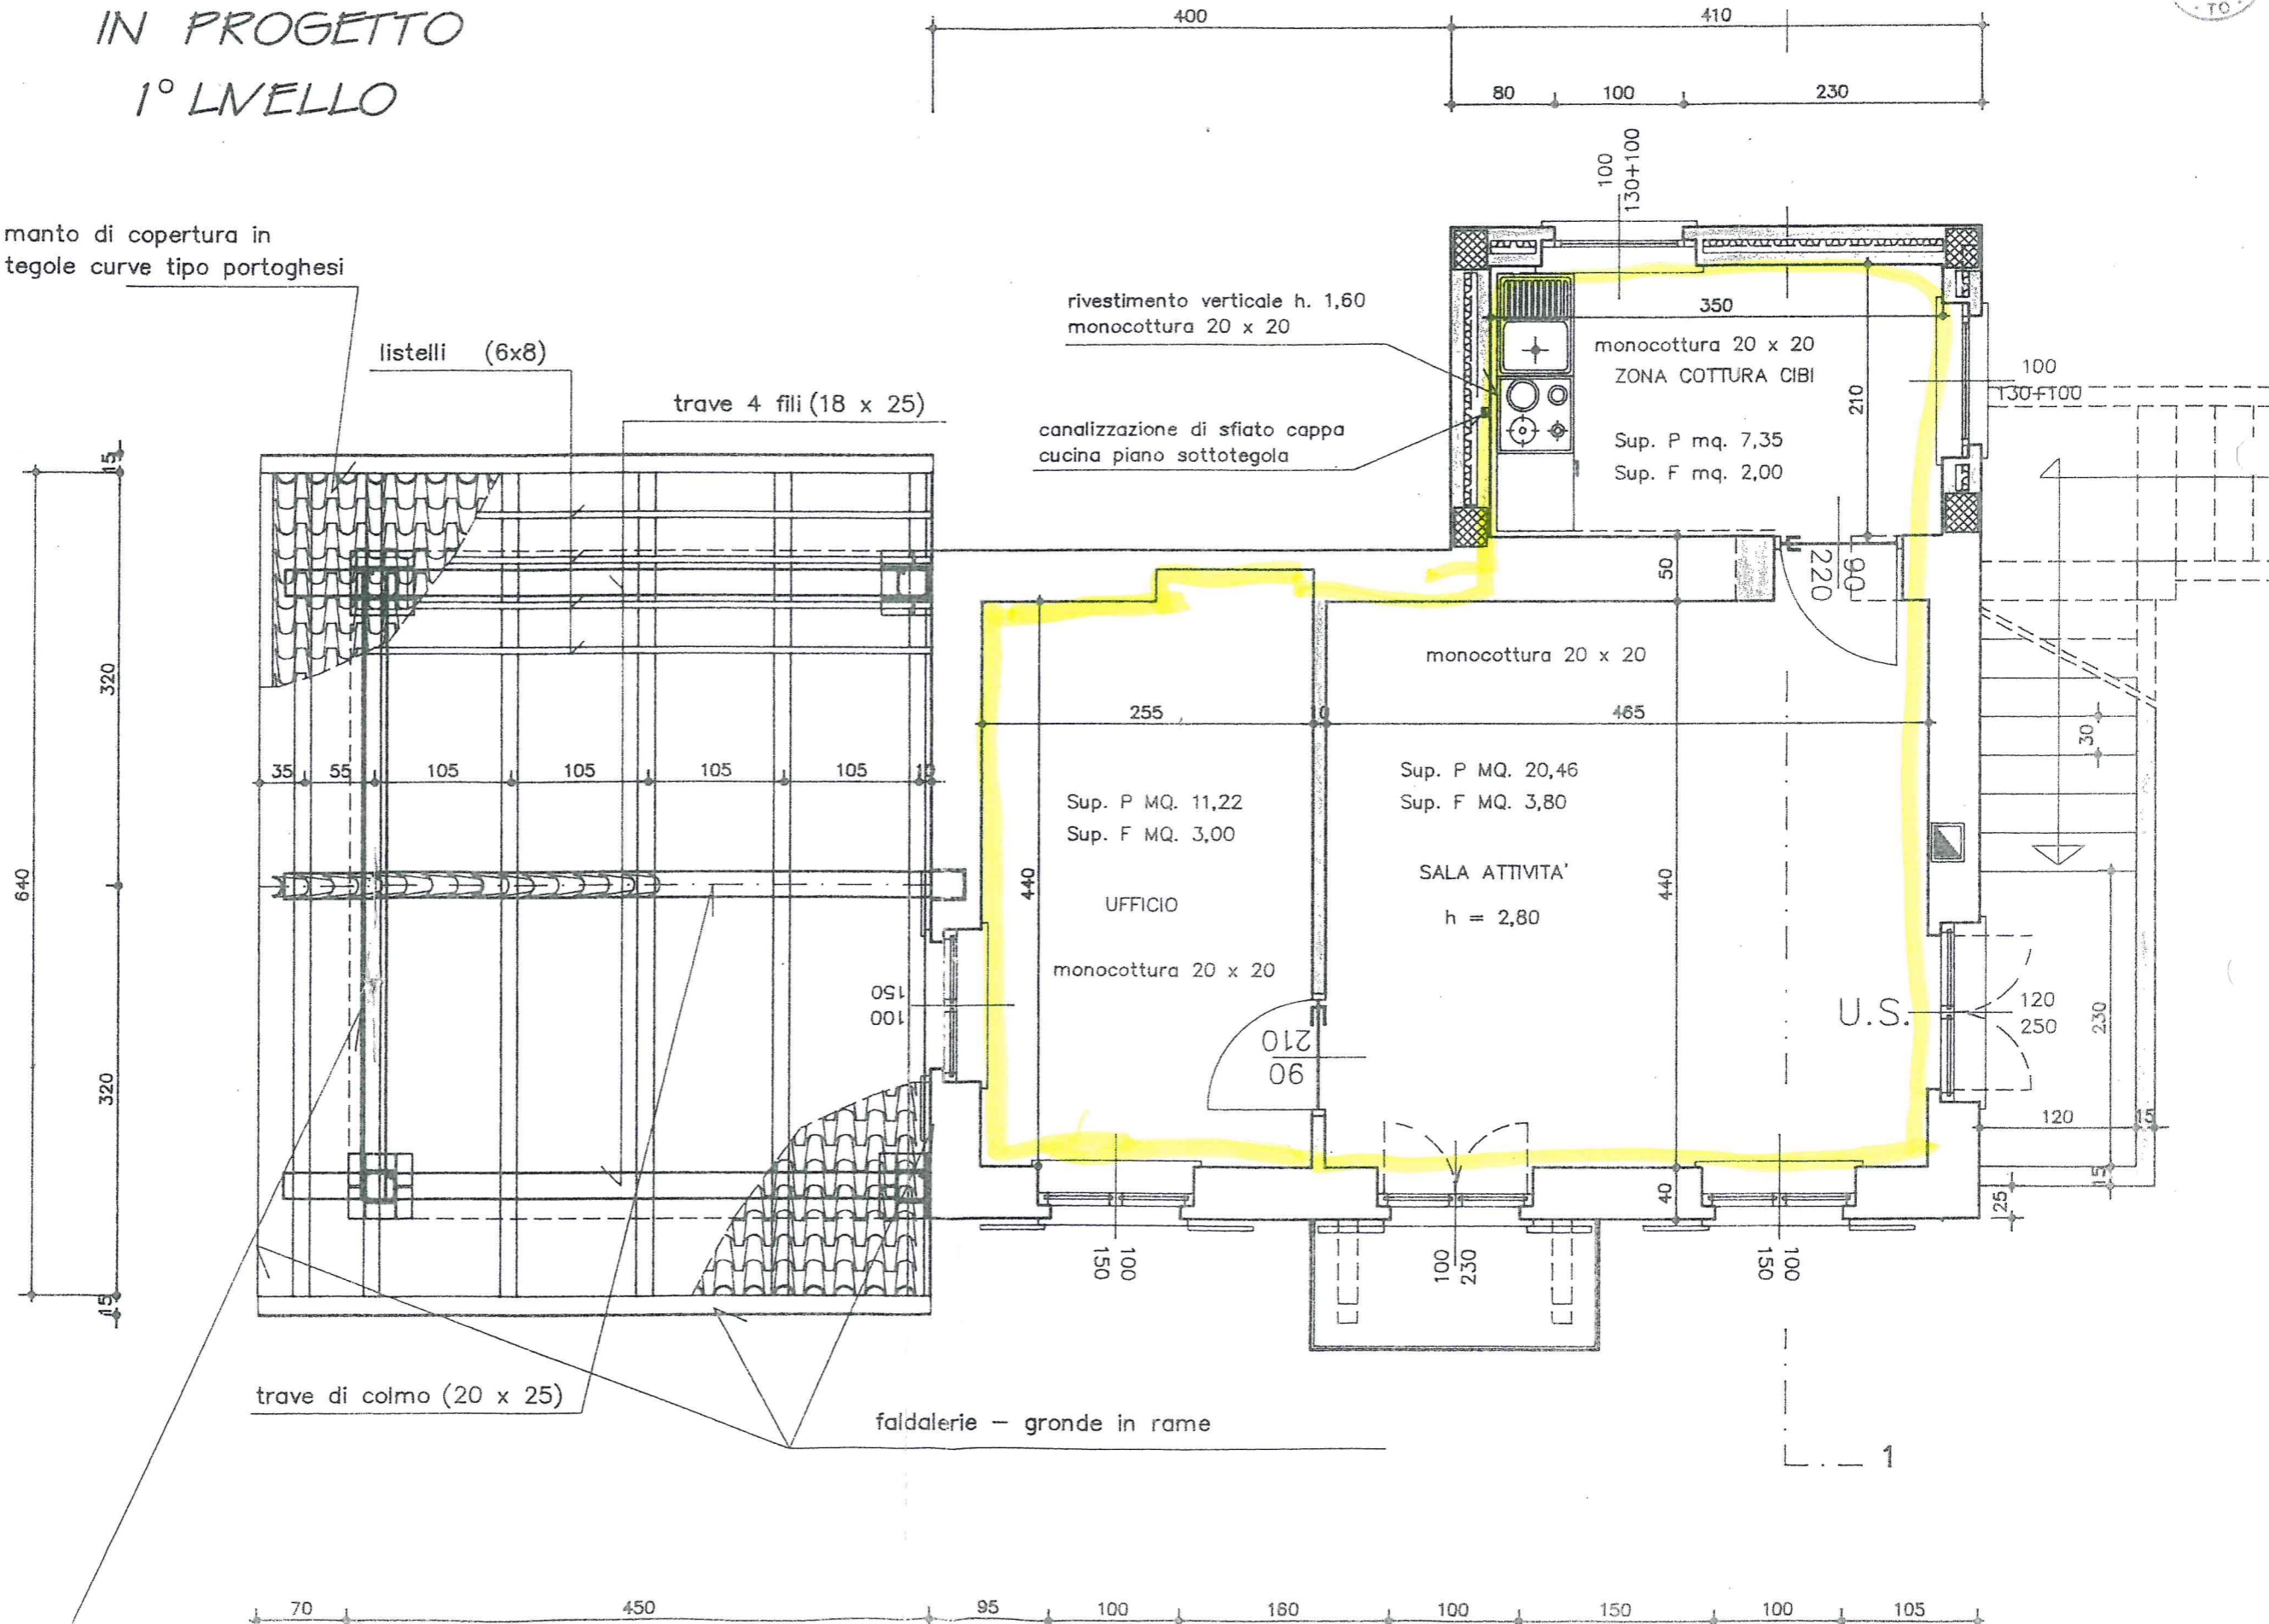 IN PROGETTO
1° LIVELLO
TO
400
410
80
100
230
100
130+100
manto di copertura in
tegole curve tipo portoghesi
listelli (6x8)
trave 4 fili (18 x 25)
rivestimento verticale h. 1,60
monocottura 20 x 20
canalizzazione di sfiato cappa
cucina piano sottotegola
350
monocottura 20 x 20
ZONA COTTURA CIBI
210
Sup. P mq. 7,35
Sup. F mq. 2,00
100
130+100
15
640
320
320
15
50
90
220
monocottura 20 x 20
255
465
30
35
55
105
105
105
105
Sup. P MQ. 11,22
Sup. F MQ. 3,00
Sup. P MQ. 20,46
Sup. F MQ. 3,80
440
UFFICIO
SALA ATTIVITA'
h = 2,80
440
monocottura 20 x 20
150
100
210
90
U.S.
120
250
230
120
15
15
40
25
100
150
100
230
100
150
trave di colmo (20 x 25)
faldalerie – gronde in rame
1
70
450
95
100
180
100
150
100
105